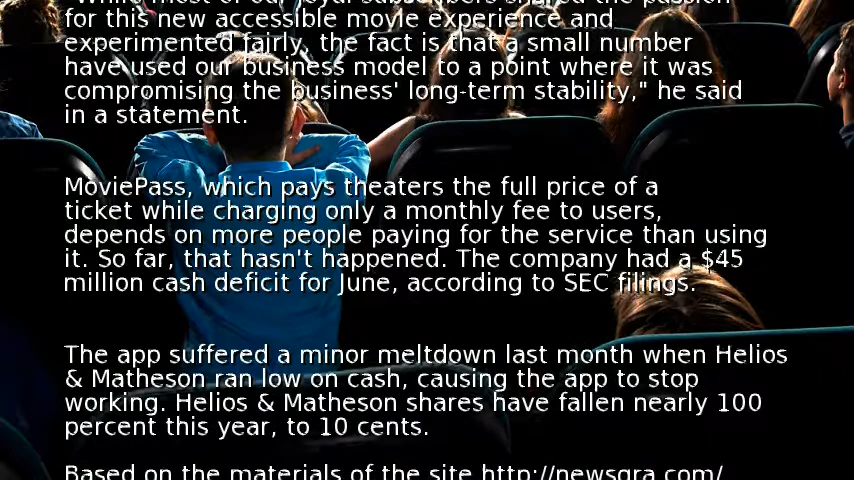 "While most of our loyal subscribers shared the passion
for this new accessible movie experience and
experimented fairly, the fact is that a small number
have used our business model to a point where it was
compromising the business' long-term stability," he said
in a statement.
MoviePass, which pays theaters the full price of a
ticket while charging only a monthly fee to users,
depends on more people paying for the service than using
it. So far, that hasn't happened. The company had a $45
million cash deficit for June, according to SEC filings.
The app suffered a minor meltdown last month when Helios
& Matheson ran low on cash, causing the app to stop
working. Helios & Matheson shares have fallen nearly 100
percent this year, to 10 cents.
Based on the materials of the site http://newsqra.com/